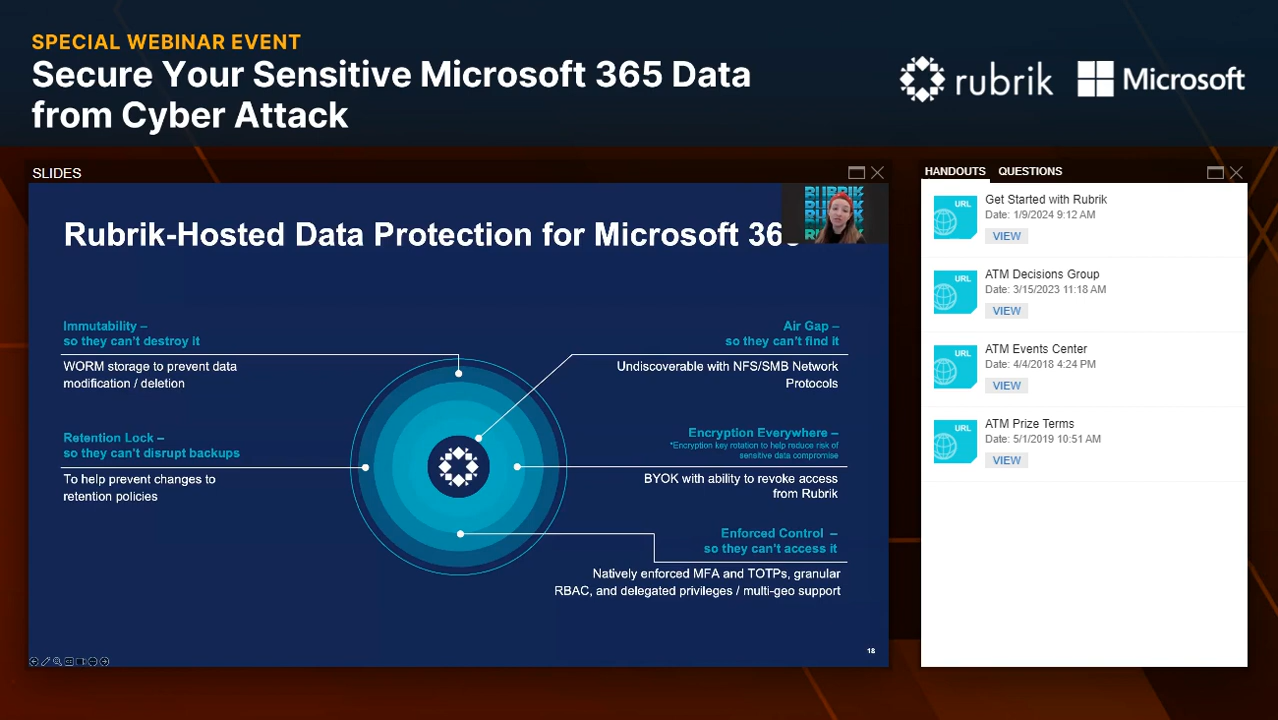 SPECIAL WEBINAR EVENT
Secure Your Sensitive Microsoft 365 Data
from Cyber Attack
rubrik
Microsoft
SLIDES
Rubrik-Hosted Data Protection for Microsoft 36
RUBRIK
RUBRIK
Immutability –
so they can't destroy it
WORM storage to prevent data
modification / deletion
Retention Lock –
so they can't disrupt backups
To help prevent changes to
retention policies
Air Gap –
so they can't find it
Undiscoverable with NFS/SMB Network
Protocols
Encryption Everywhere –
*Encryption key rotation to help reduce risk of
sensitive data compromise
BYOK with ability to revoke access
from Rubrik
Enforced Control –
so they can't access it
Natively enforced MFA and TOTPs, granular
RBAC, and delegated privileges / multi-geo support
18
HANDOUTS QUESTIONS
URL
Get Started with Rubrik
Date: 1/9/2024 9:12 AM
VIEW
URL
ATM Decisions Group
Date: 3/15/2023 11:18 AM
VIEW
URL
ATM Events Center
Date: 4/4/2018 4:24 PM
VIEW
URL
ATM Prize Terms
Date: 5/1/2019 10:51 AM
VIEW